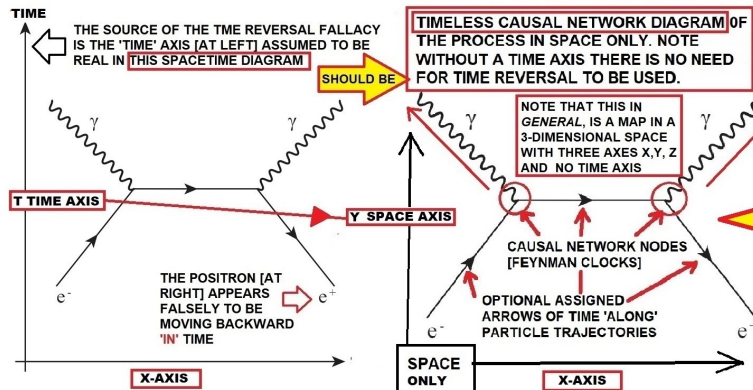 TIME
THE SOURCE OF THE TME REVERSAL FALLACY
IS THE 'TIME' AXIS [AT LEFT] ASSUMED TO BE
REAL IN THIS SPACETIME DIAGRAM
SHOULD BE
γ
γ
T TIME AXIS
Y SPACE AXIS
THE POSITRON [AT
RIGHT] APPEARS
FALSELY TO BE
MOVING BACKWARD
'IN' TIME
e-
e+
X-AXIS
TIMELESS CAUSAL NETWORK DIAGRAM 0F
THE PROCESS IN SPACE ONLY. NOTE
WITHOUT A TIME AXIS THERE IS NO NEED
FOR TIME REVERSAL TO BE USED.
γ
γ
NOTE THAT THIS IN
GENERAL, IS A MAP IN A
3-DIMENSIONAL SPACE
WITH THREE AXES X,Y, Z
AND NO TIME AXIS
CAUSAL NETWORK NODES
[FEYNMAN CLOCKS]
OPTIONAL ASSIGNED
ARROWS OF TIME 'ALONG'
PARTICLE TRAJECTORIES
e-
e+
SPACE
ONLY
X-AXIS